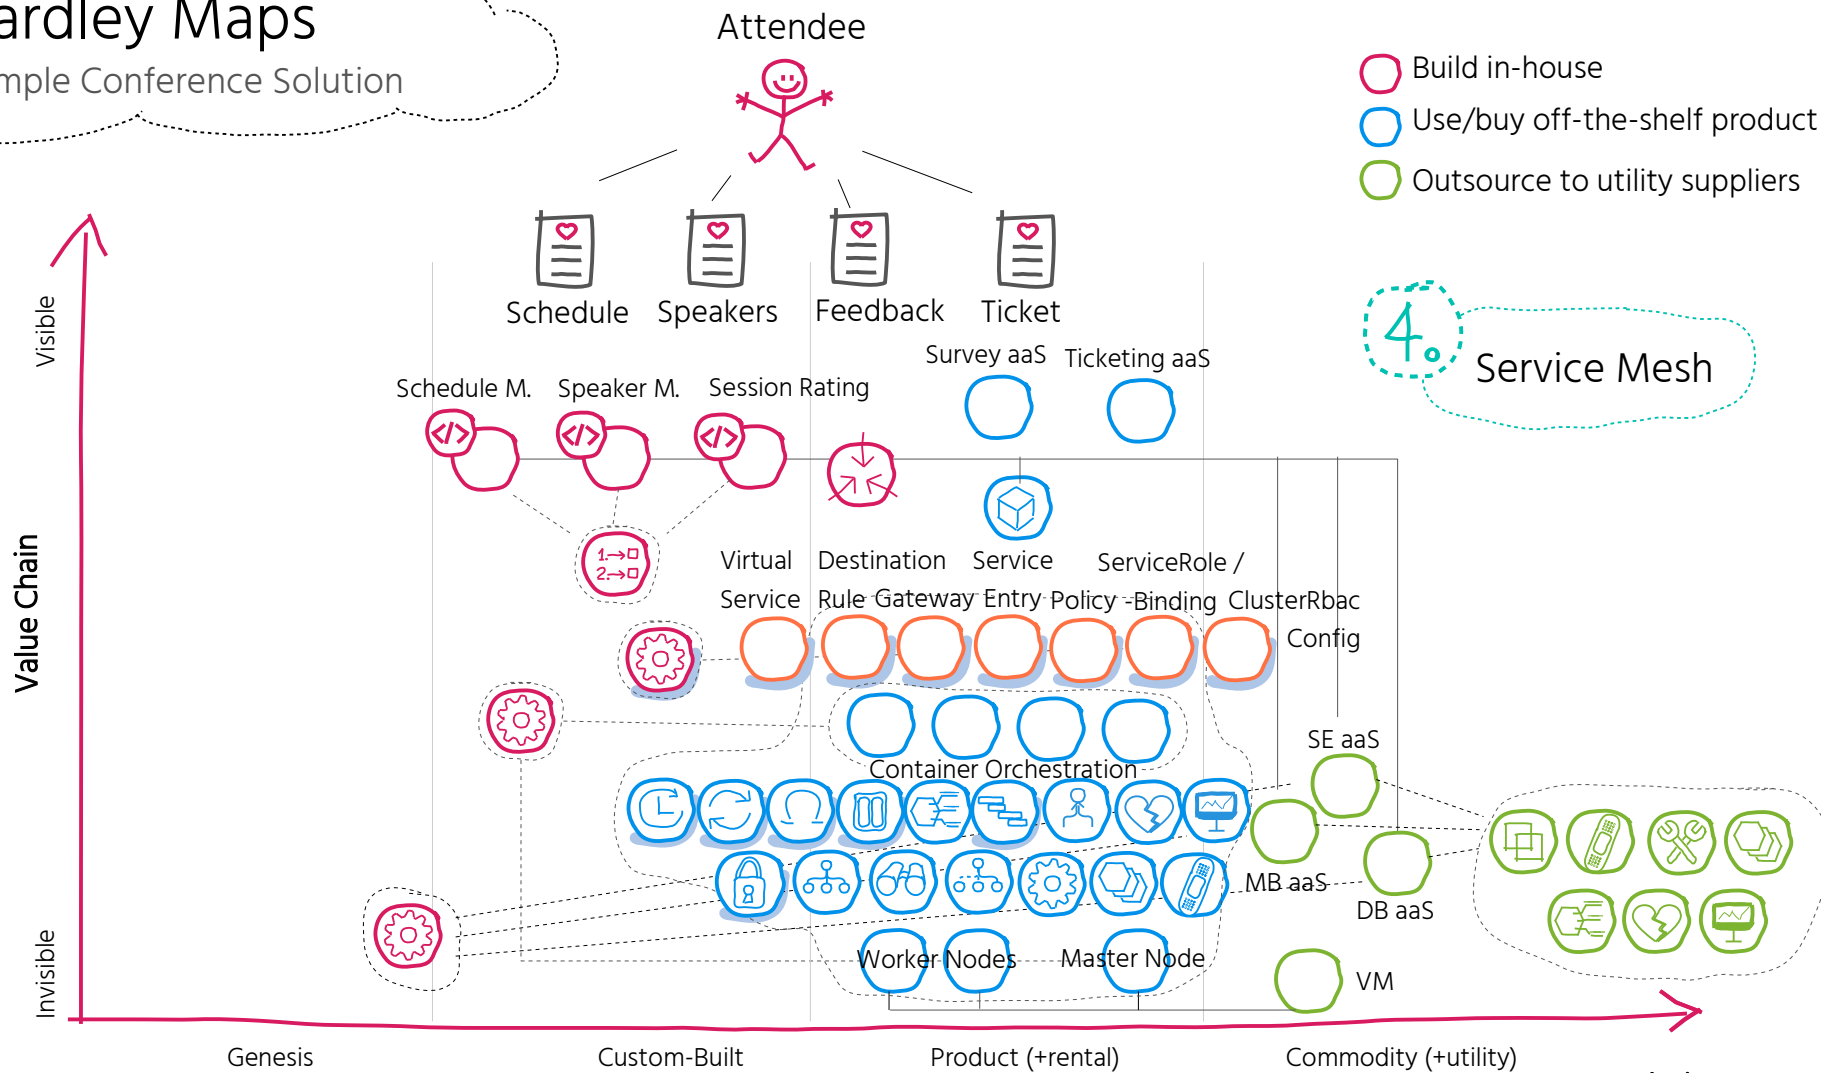 ardley Maps
mple Conference Solution
Attendee
Build in-house
Use/buy off-the-shelf product
Outsource to utility suppliers
Schedule
Speakers
Feedback
Ticket
4.
Service Mesh
Visible
Value Chain
Invisible
Survey aaS
Ticketing aaS
Schedule M.
Speaker M.
Session Rating
</>
</>
</>
1.→□
2.→□
Virtual
Service
Destination
Rule
Gateway
Service
Entry
Policy
ServiceRole /
-Binding
ClusterRbac
Config
Container Orchestration
SE aaS
MB aaS
DB aaS
Worker Nodes
Master Node
VM
Genesis
Custom-Built
Product (+rental)
Commodity (+utility)